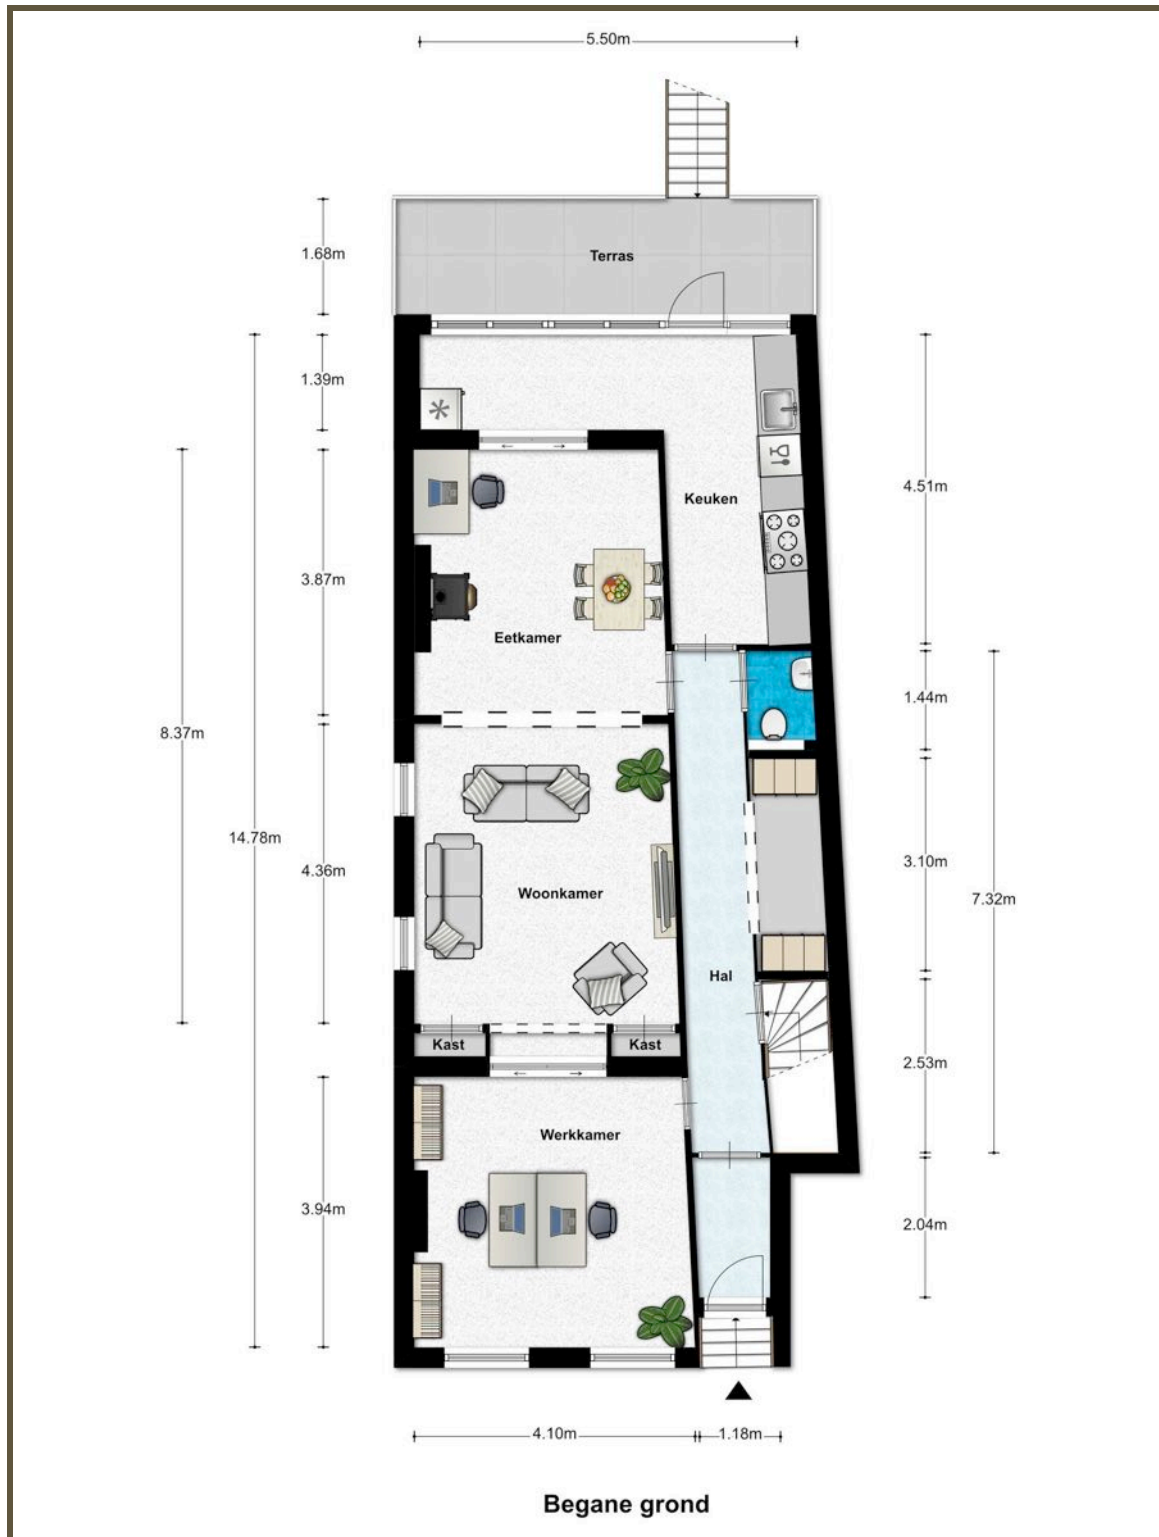 5.50m
Terras
1.68m
1.39m
Keuken
4.51m
3.87m
Eetkamer
1.44m
8.37m
14.78m
4.36m
Woonkamer
3.10m
7.32m
Hal
Kast
Kast
2.53m
Werkkamer
3.94m
2.04m
4.10m
1.18m
Begane grond